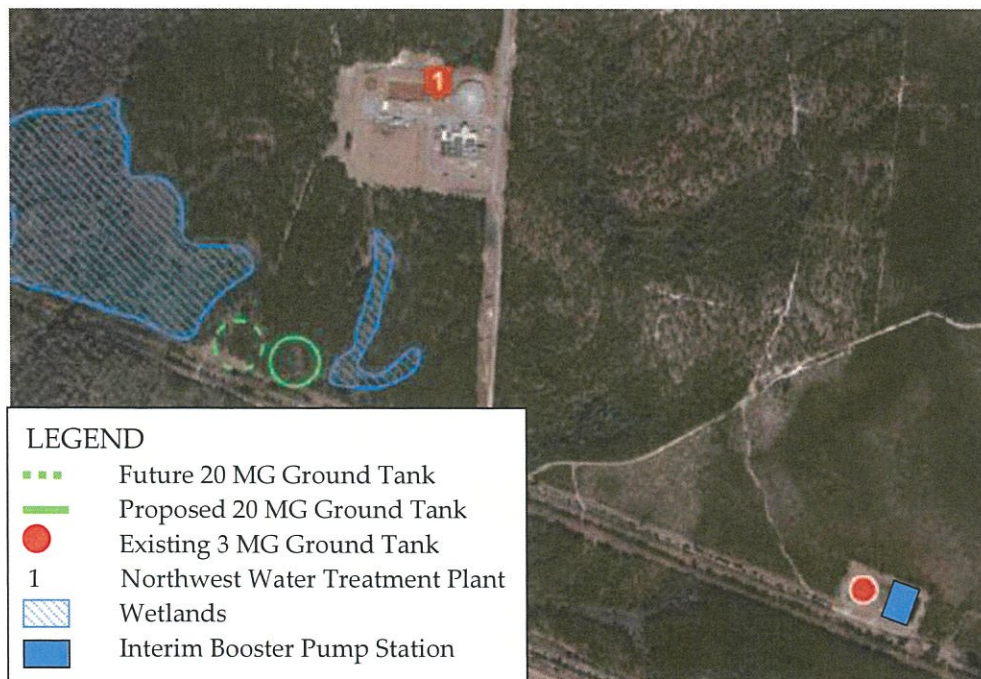 1
LEGEND
Future 20 MG Ground Tank
Proposed 20 MG Ground Tank
Existing 3 MG Ground Tank
1 Northwest Water Treatment Plant
Wetlands
Interim Booster Pump Station